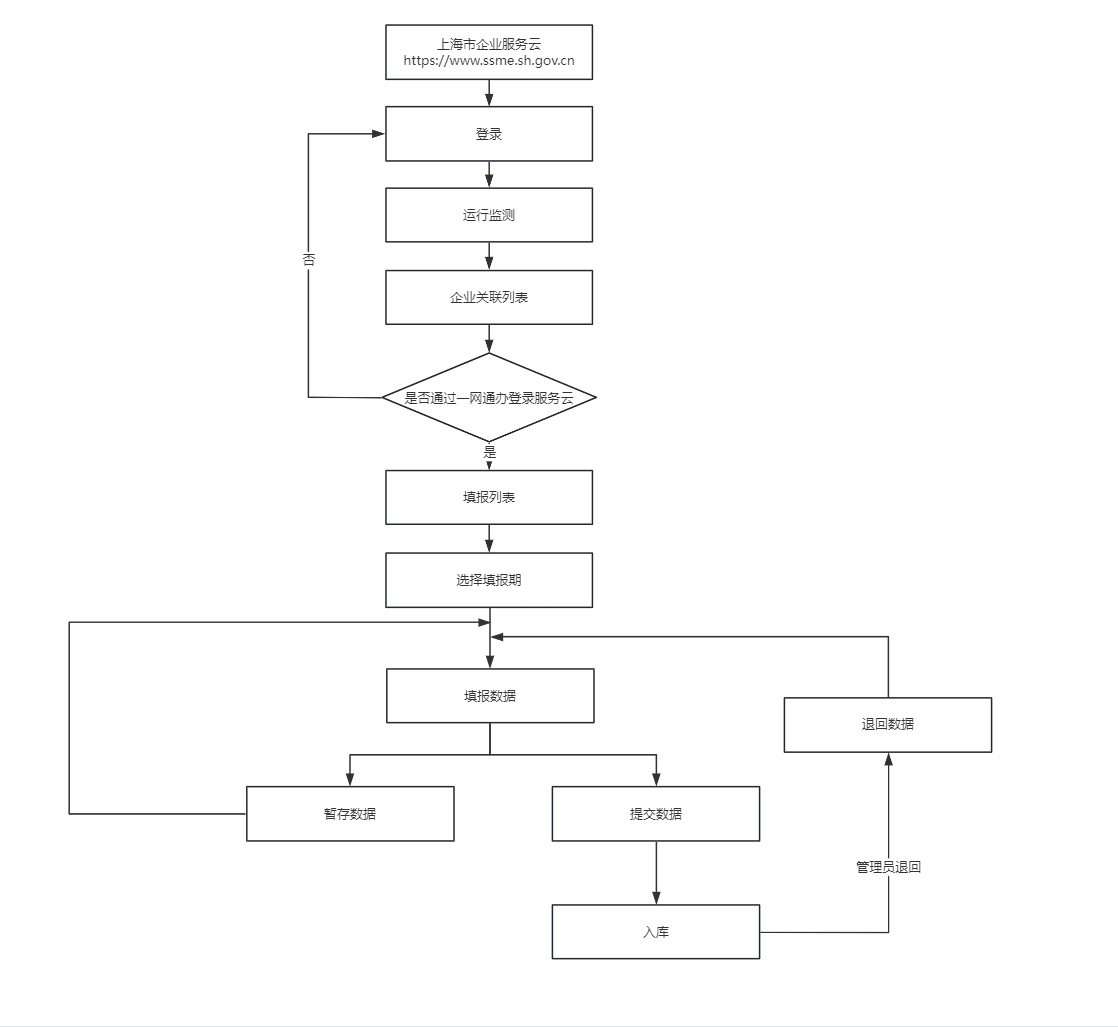 上海市企业服务云
https://www.ssme.sh.gov.cn
登录
运行监测
否
企业关联列表
是否通过一网通办登录服务云
是
填报列表
选择填报期
填报数据
退回数据
暂存数据
提交数据
管理员退回
入库